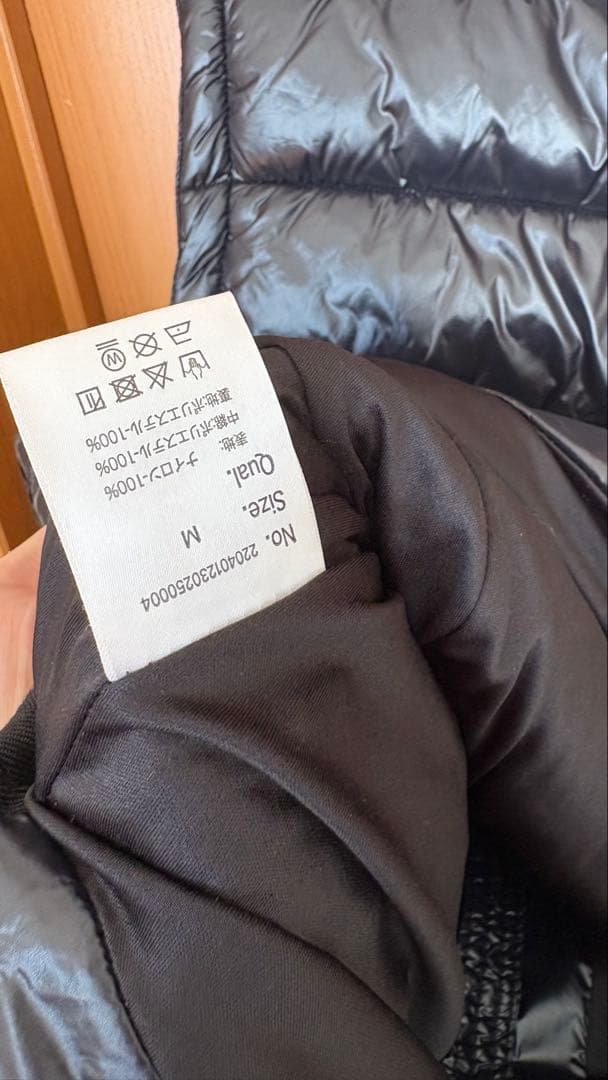 No. 220401230250004
Size. M
Qual.
表地:
ナイロン-100%
中綿:ポリエステル-100%
裏地:ポリエステル-100%
W